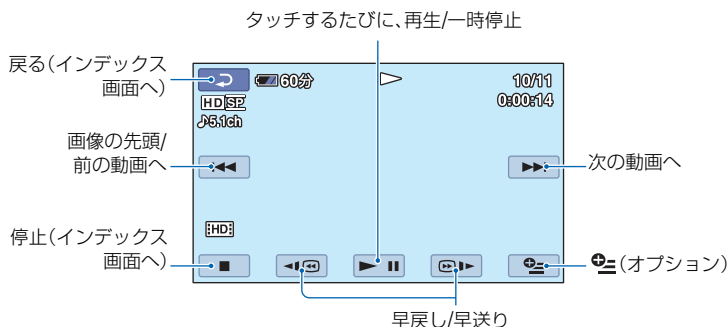 タッチするたびに、再生/一時停止
戻る(インデックス
画面へ)
60分
10/11
HD SP
0:00:14
♪5.1ch
画像の先頭/
前の動画へ
次の動画へ
HD
停止(インデックス
画面へ)
(オプション)
早戻し/早送り